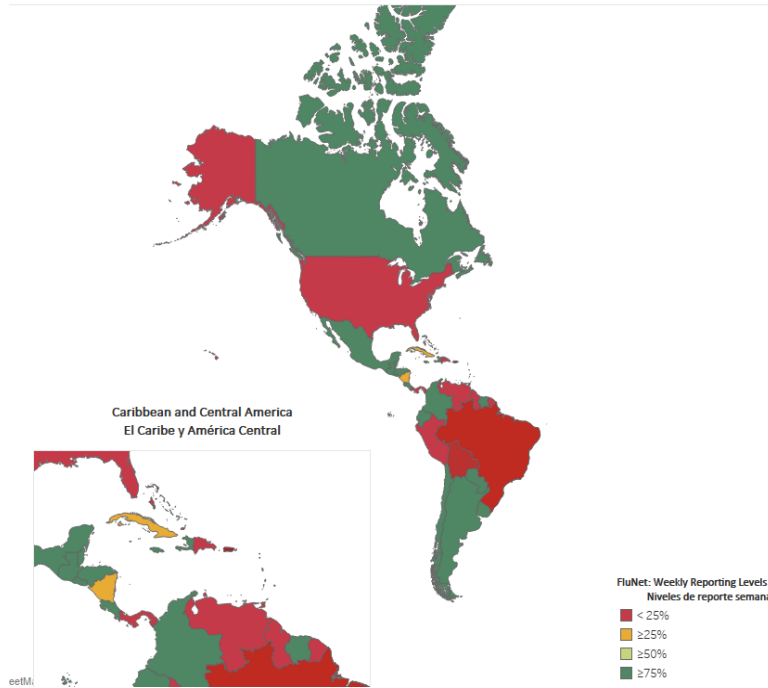 Caribbean and Central America
El Caribe y América Central
FluNet: Weekly Reporting Levels
Niveles de reporte semana
< 25%
≥25%
≥50%
≥75%
eetM